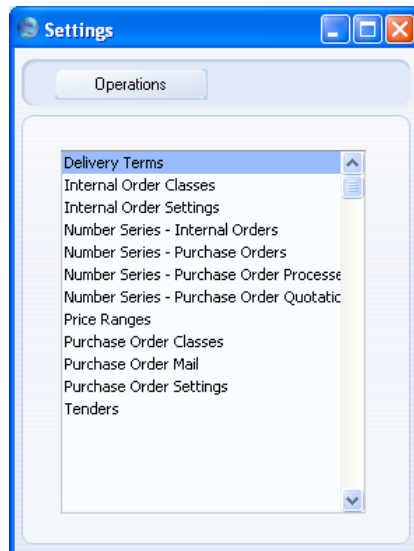 Settings
Operations
Delivery Terms
Internal Order Classes
Internal Order Settings
Number Series - Internal Orders
Number Series - Purchase Orders
Number Series - Purchase Order Processe
Number Series - Purchase Order Quotatic
Price Ranges
Purchase Order Classes
Purchase Order Mail
Purchase Order Settings
Tenders